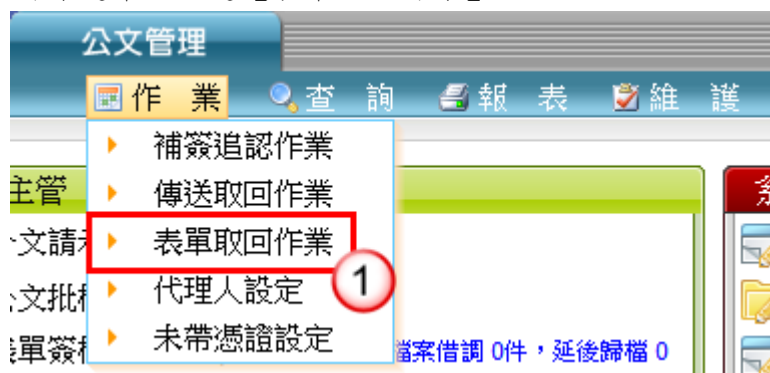 公文管理
作 業 查 詢 報 表 維 護
補簽追認作業
傳送取回作業
主管
表單取回作業
文請
1
代理人設定
文批
未帶憑證設定
單簽
檔案借調 0件，延後歸檔 0